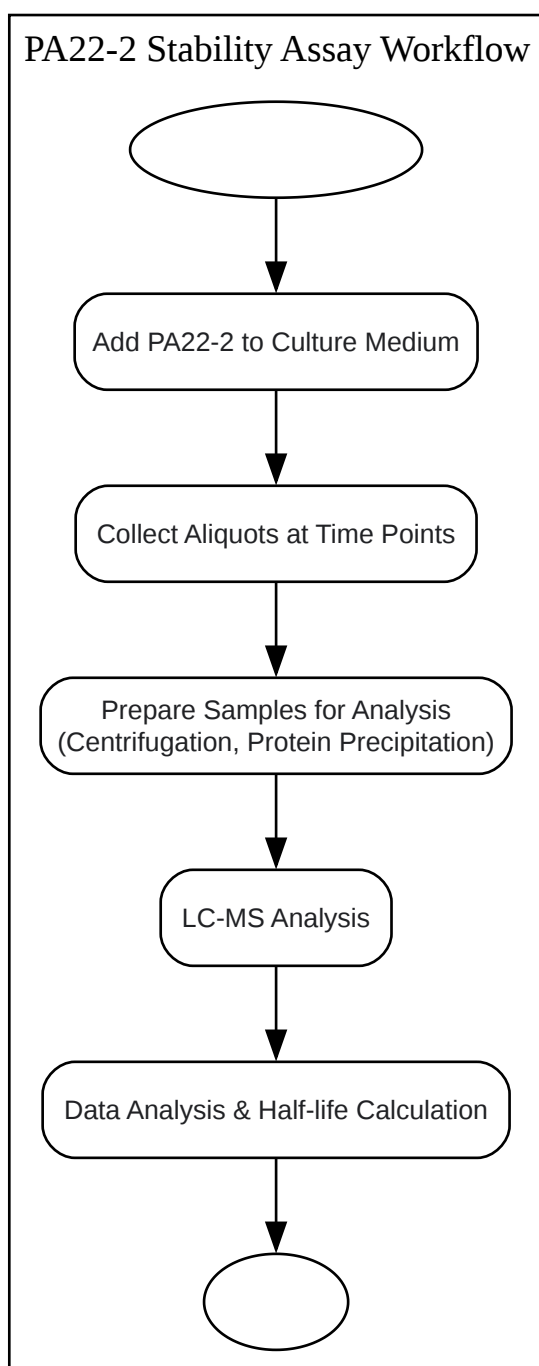 PA22-2 Stability Assay Workflow
Add PA22-2 to Culture Medium
Collect Aliquots at Time Points
Prepare Samples for Analysis
(Centrifugation, Protein Precipitation)
LC-MS Analysis
Data Analysis & Half-life Calculation